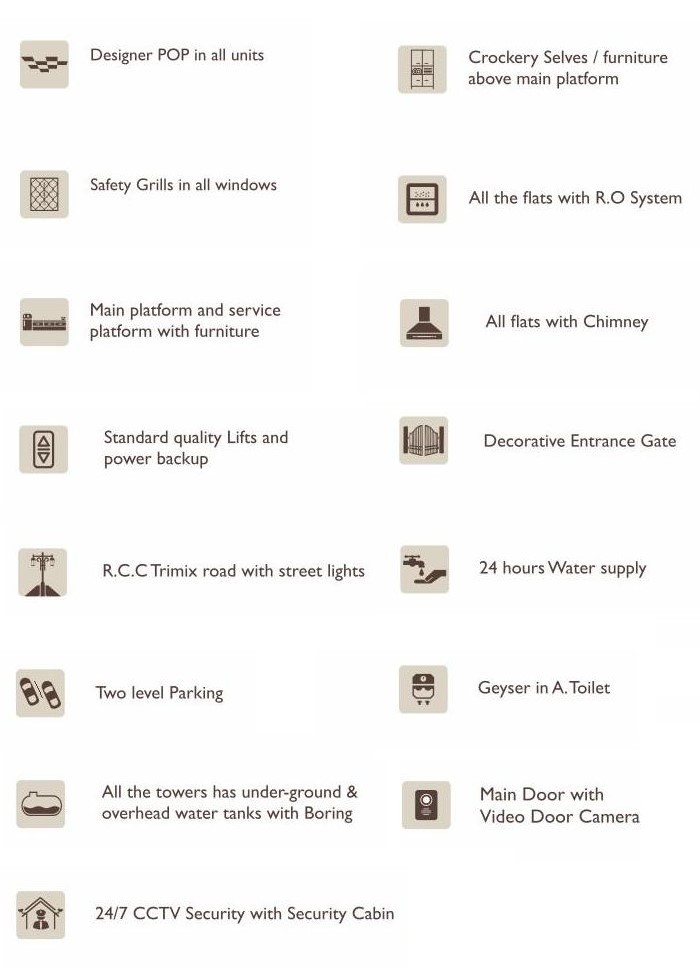 Designer POP in all units
Crockery Selves / furniture
above main platform
Safety Grills in all windows
All the flats with R.O System
Main platform and service
platform with furniture
All flats with Chimney
Standard quality Lifts and
power backup
Decorative Entrance Gate
R.C.C Trimix road with street lights
24 hours Water supply
Two level Parking
Geyser in A. Toilet
All the towers has under-ground &
overhead water tanks with Boring
Main Door with
Video Door Camera
24/7 CCTV Security with Security Cabin